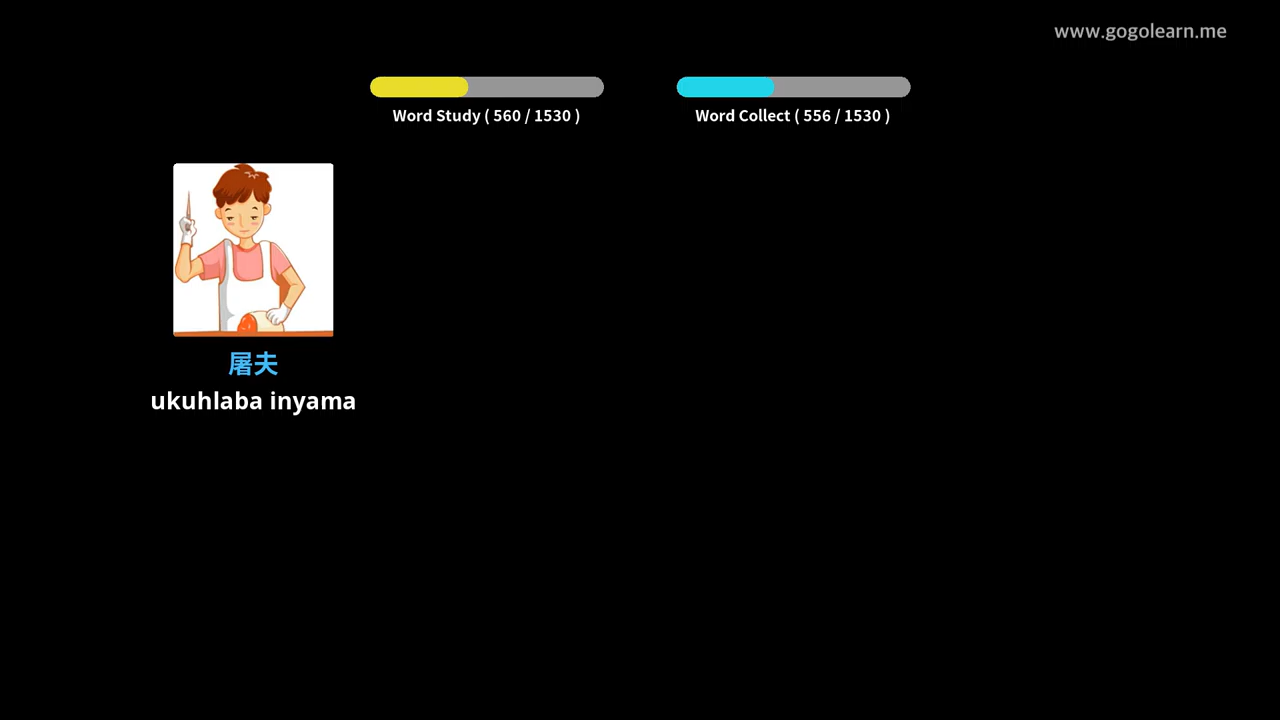 www.gogolearn.me
Word Study ( 560 / 1530 )
Word Collect ( 556 / 1530 )
屠夫
ukuhlaba inyama